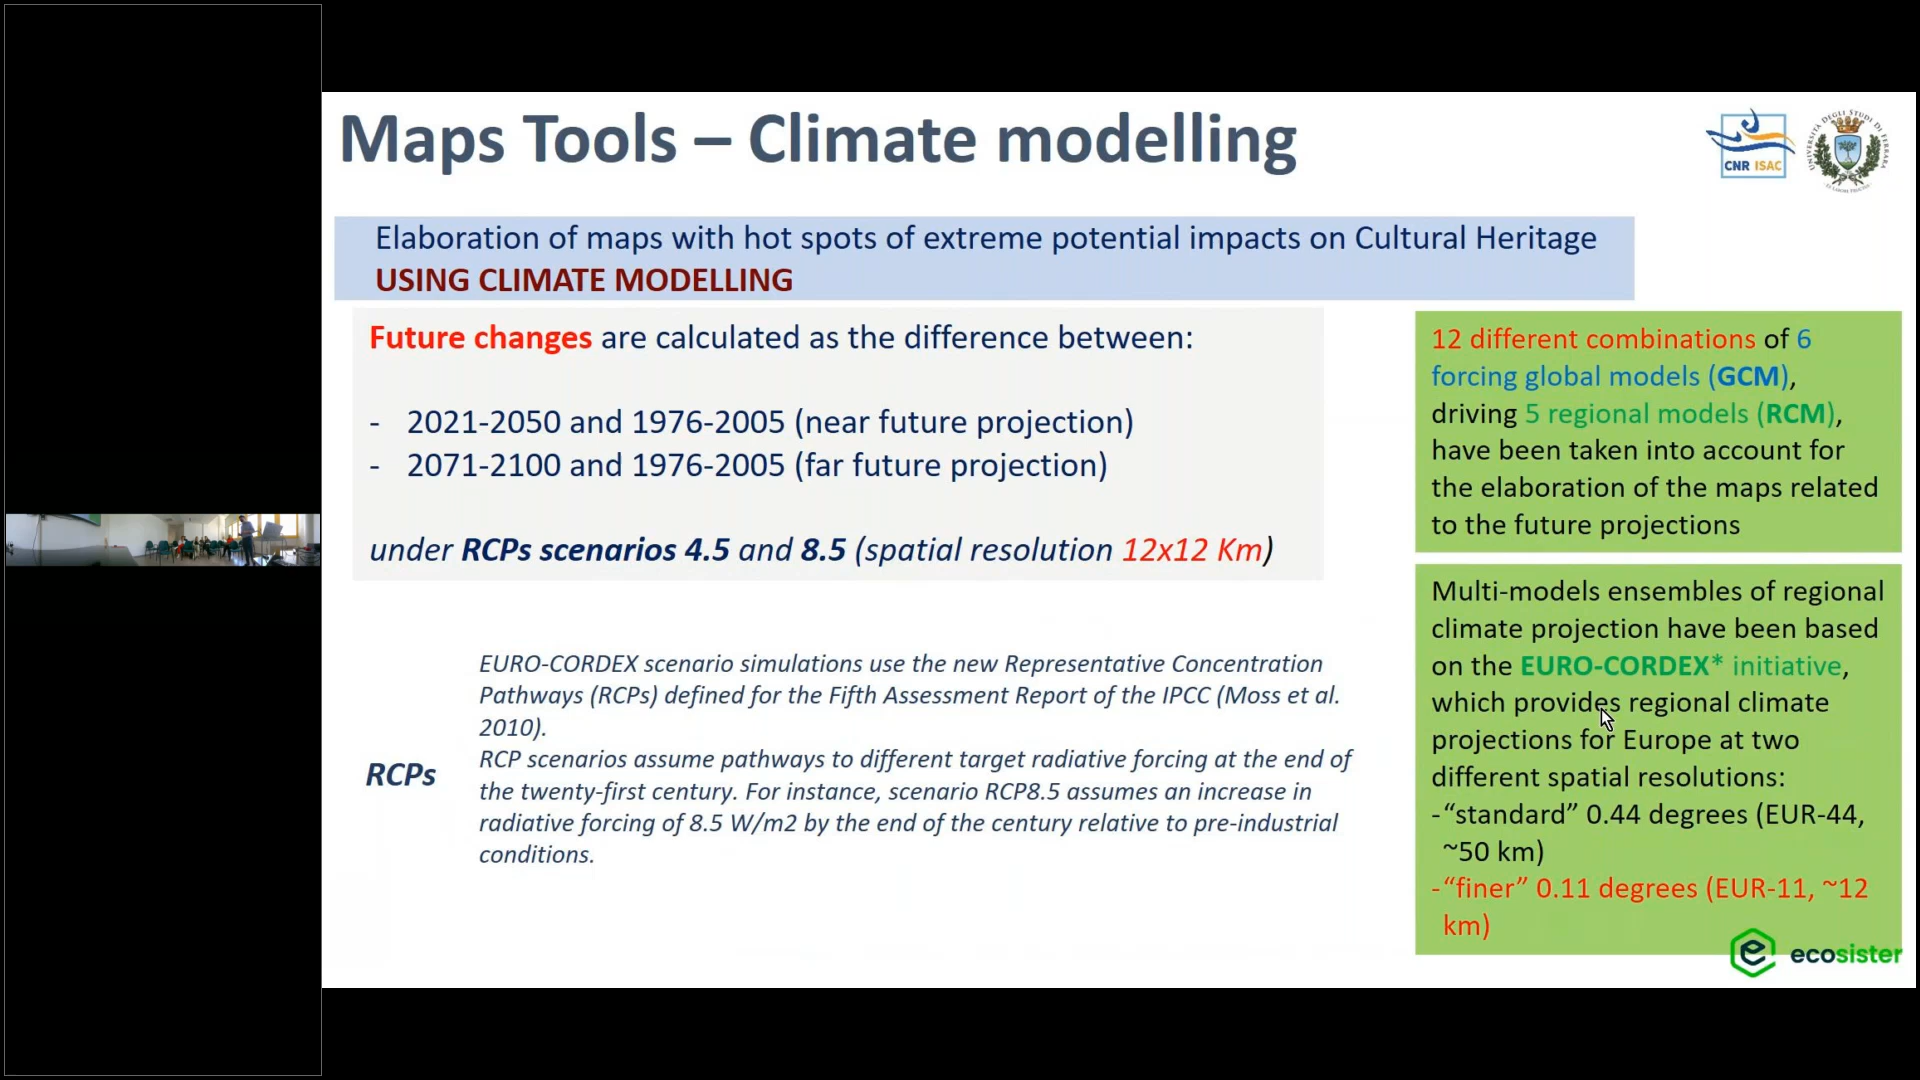 Maps Tools – Climate modelling
CNR ISAC
UNIVERSITÀ DEGLI STUDI DI FERRARA
Elaboration of maps with hot spots of extreme potential impacts on Cultural Heritage
USING CLIMATE MODELLING
Future changes are calculated as the difference between:
- 2021-2050 and 1976-2005 (near future projection)
- 2071-2100 and 1976-2005 (far future projection)
under RCPs scenarios 4.5 and 8.5 (spatial resolution 12x12 Km)
RCPs
EURO-CORDEX scenario simulations use the new Representative Concentration
Pathways (RCPs) defined for the Fifth Assessment Report of the IPCC (Moss et al.
2010).
RCP scenarios assume pathways to different target radiative forcing at the end of
the twenty-first century. For instance, scenario RCP8.5 assumes an increase in
radiative forcing of 8.5 W/m2 by the end of the century relative to pre-industrial
conditions.
12 different combinations of 6
forcing global models (GCM),
driving 5 regional models (RCM),
have been taken into account for
the elaboration of the maps related
to the future projections
Multi-models ensembles of regional
climate projection have been based
on the EURO-CORDEX* initiative,
which provides regional climate
projections for Europe at two
different spatial resolutions:
-“standard” 0.44 degrees (EUR-44,
~50 km)
-“finer” 0.11 degrees (EUR-11, ~12
km)
ecosister